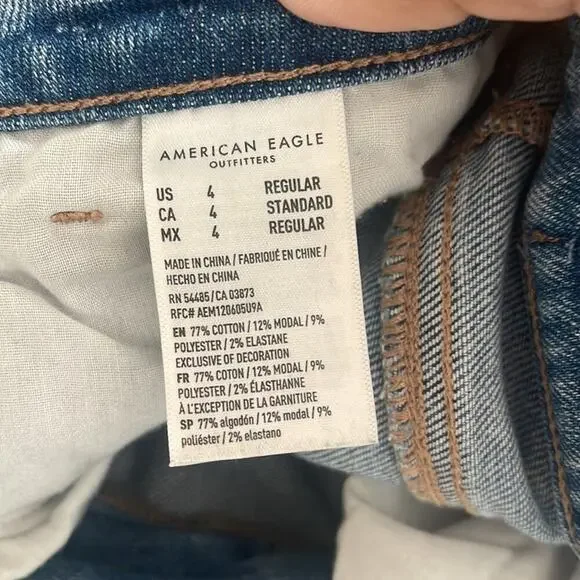 AMERICAN EAGLE
OUTFITTERS
US 4 REGULAR
CA 4 STANDARD
MX 4 REGULAR
MADE IN CHINA / FABRIQUÉ EN CHINE /
HECHO EN CHINA
RN 54485/CA 03873
RFC# AEM120605U9A
EN 77% COTTON / 12% MODAL / 9%
POLYESTER / 2% ELASTANE
EXCLUSIVE OF DECORATION
FR 77% COTON / 12% MODAL / 9%
POLYESTER / 2% ÉLASTHANNE
À L'EXCEPTION DE LA GARNITURE
SP 77% algodón / 12% modal / 9%
poliéster / 2% elastano